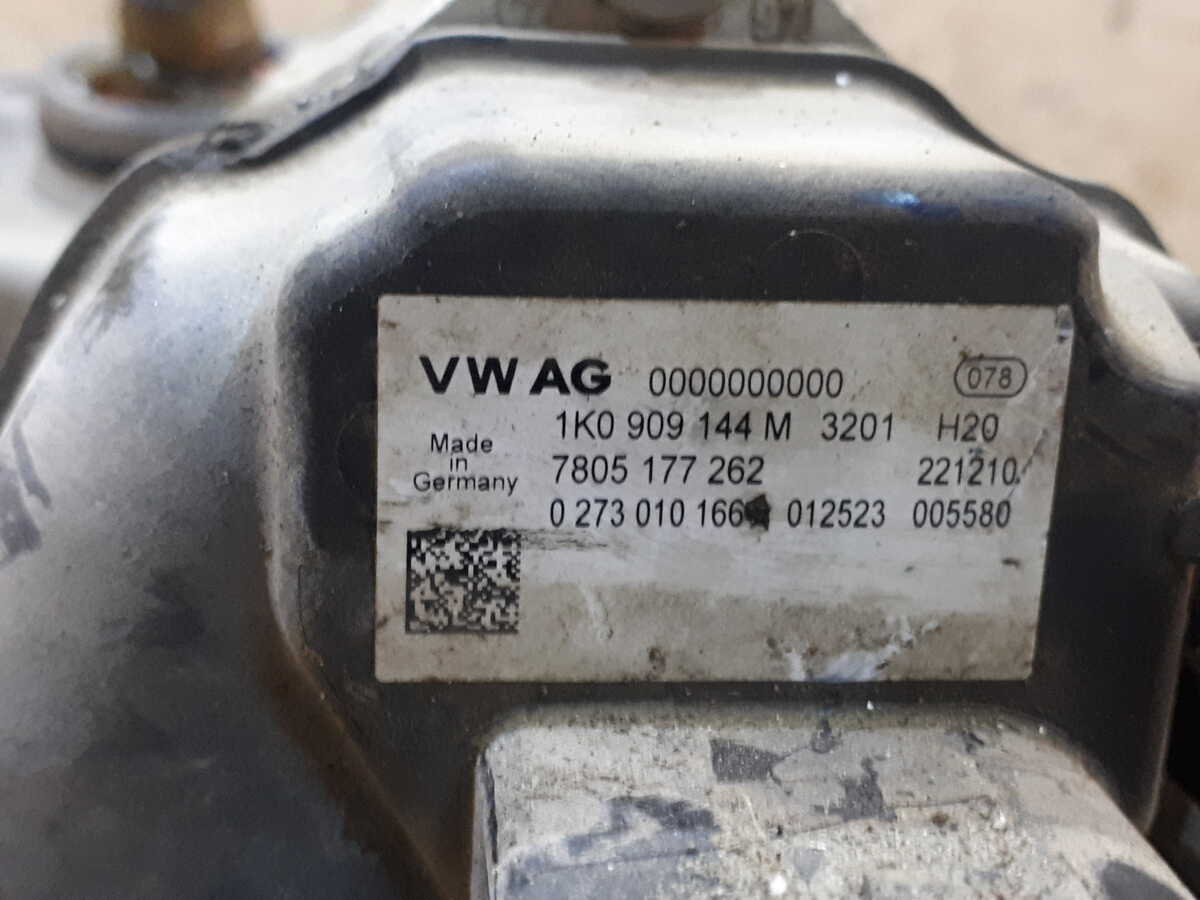 VW AG 0000000000 078
1K0 909 144 M 3201 H20
Made in Germany
7805 177 262 221210
0 273 010 166 012523 005580